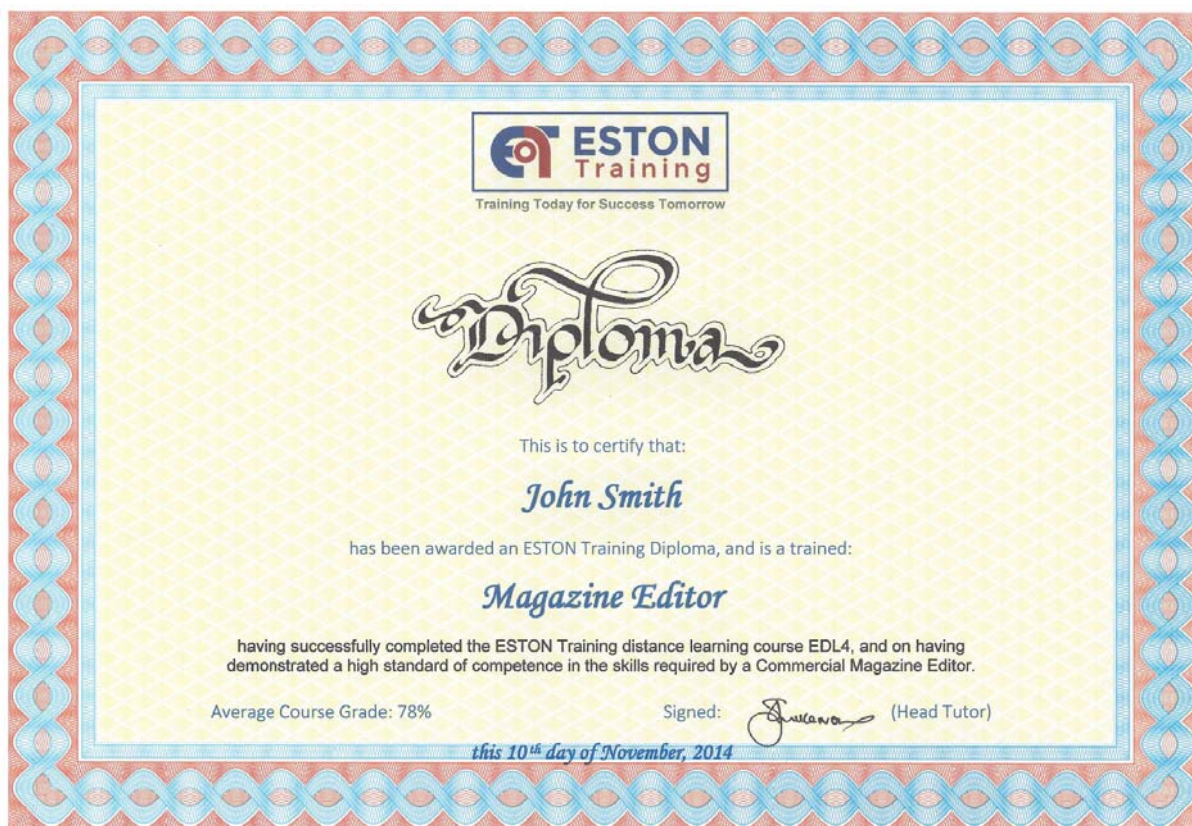 ESTON
Training
Training Today for Success Tomorrow
Diploma
This is to certify that:
John Smith
has been awarded an ESTON Training Diploma, and is a trained:
Magazine Editor
having successfully completed the ESTON Training distance learning course EDL4, and on having
demonstrated a high standard of competence in the skills required by a Commercial Magazine Editor.
Average Course Grade: 78% Signed: (Head Tutor)
this 10th day of November, 2014